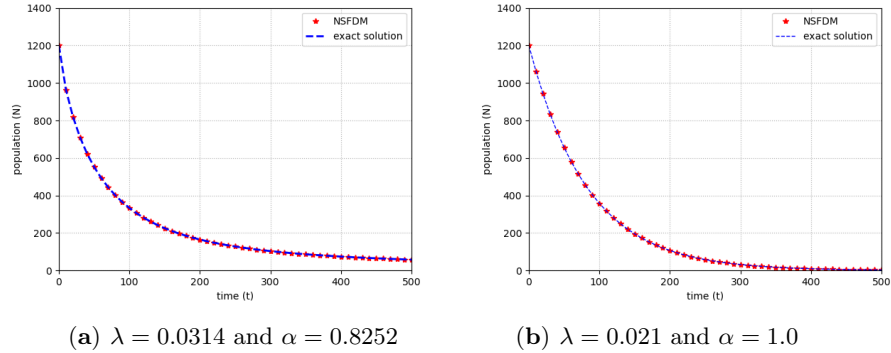 1400
1200
1000
800
600
400
200
0
population (N)
0 100 200 300 400 500
time (t)
NSFDM
exact solution
(a) λ = 0.0314 and α = 0.8252
1400
1200
1000
800
600
400
200
0
population (N)
0 100 200 300 400 500
time (t)
NSFDM
exact solution
(b) λ = 0.021 and α = 1.0